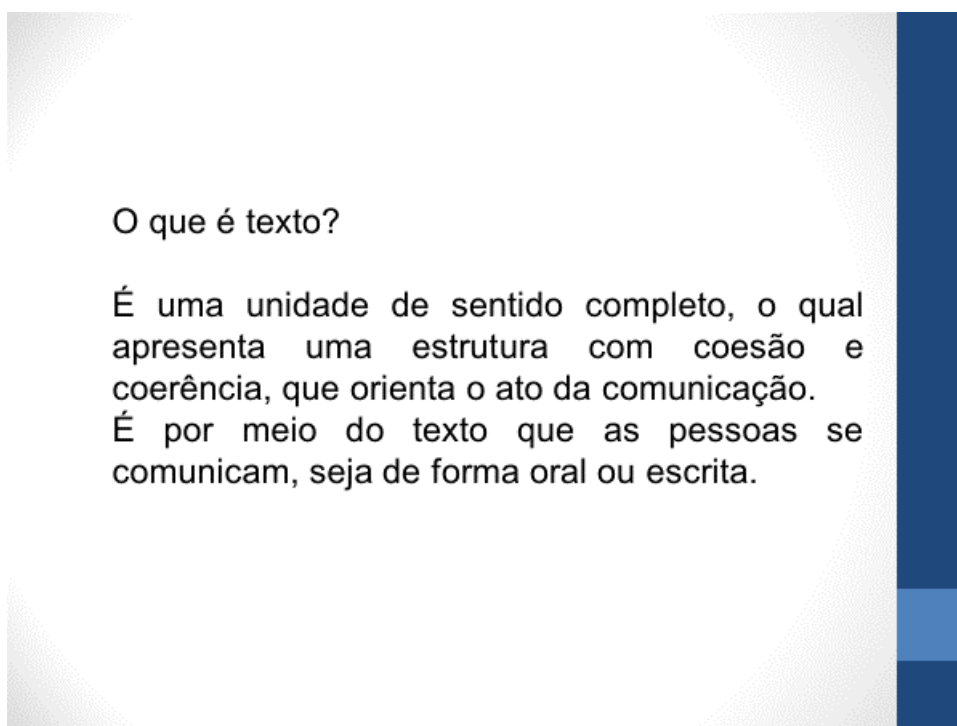 O que é texto?
É uma unidade de sentido completo, o qual
apresenta uma estrutura com coesão e
coerência, que orienta o ato da comunicação.
É por meio do texto que as pessoas se
comunicam, seja de forma oral ou escrita.